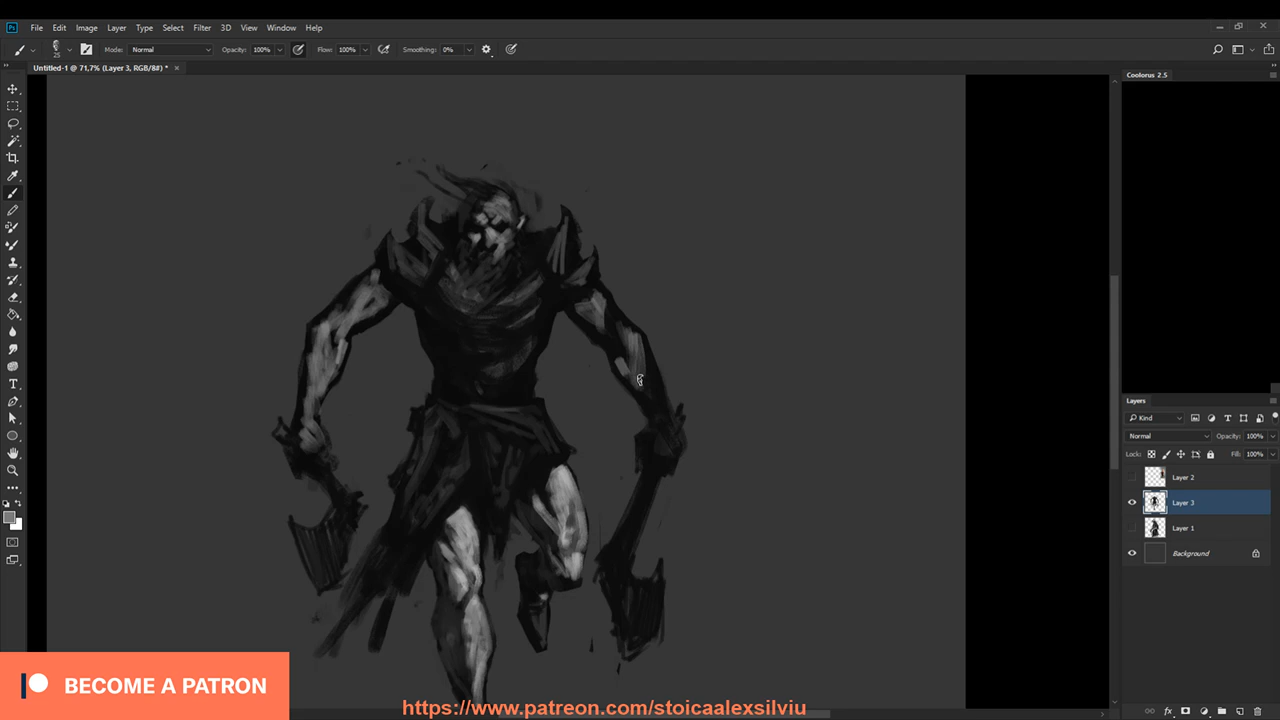 Ps File Edit Image Layer Type Select Filter 3D View Window Help
25 Mode: Normal Opacity: 100% Flow: 100% Smoothing: 0%
Untitled-1 @ 71,7% (Layer 3, RGB/8#) * ×
Coolorus 2.5
Layers
Kind
Normal Opacity: 100%
Lock: Fill: 100%
Layer 2
Layer 3
Layer 1
Background
fx
BECOME A PATRON
https://www.patreon.com/stoicaalexsilviu